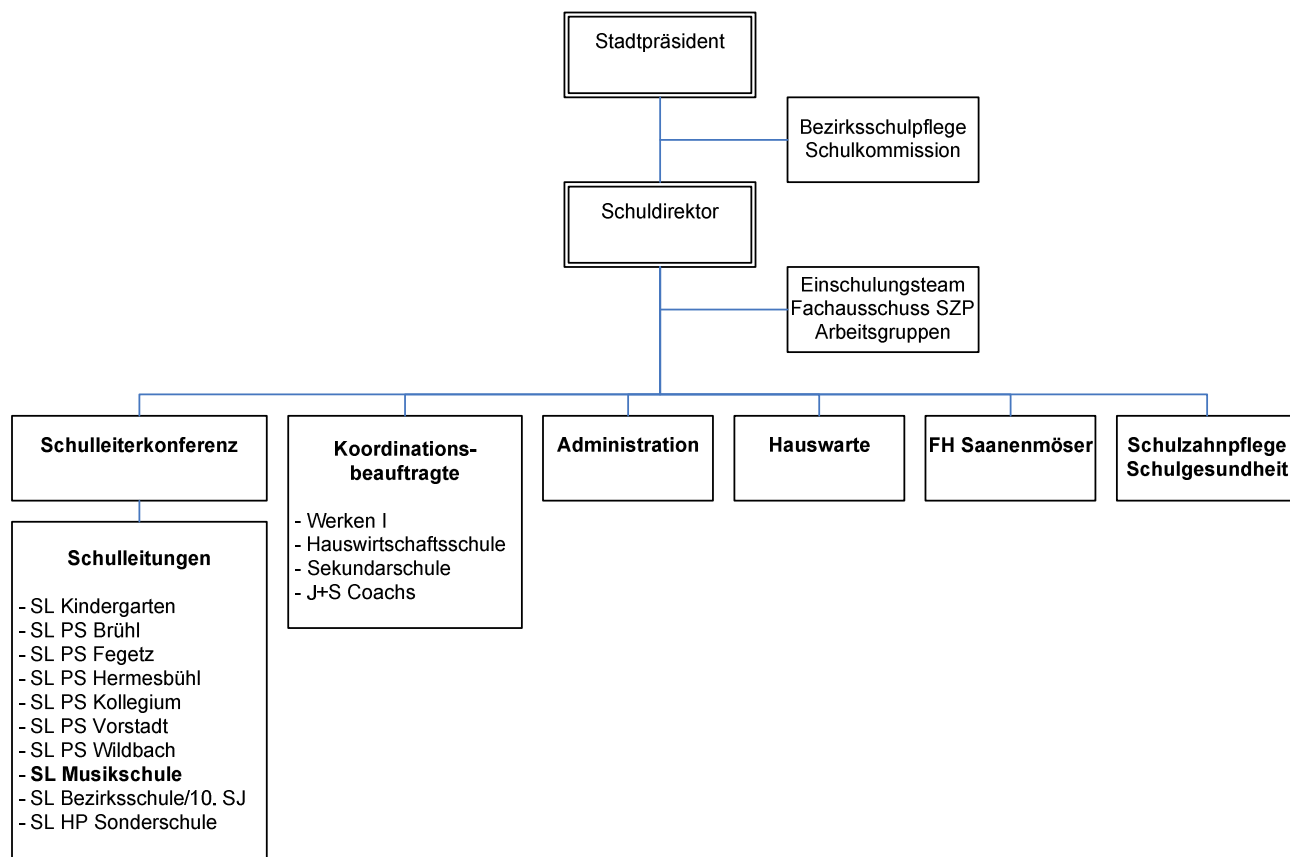 Stadtpräsident
Bezirksschulpflege
Schulkommission
Schuldirektor
Einschulungsteam
Fachausschuss SZP
Arbeitsgruppen
Schulleiterkonferenz
Koordinations-
beauftragte
- Werken I
- Hauswirtschaftsschule
- Sekundarschule
- J+S Coachs
Administration
Hauswarte
FH Saanenmöser
Schulzahnpflege
Schulgesundheit
Schulleitungen
- SL Kindergarten
- SL PS Brühl
- SL PS Fegetz
- SL PS Hermesbühl
- SL PS Kollegium
- SL PS Vorstadt
- SL PS Wildbach
- SL Musikschule
- SL Bezirksschule/10. SJ
- SL HP Sonderschule